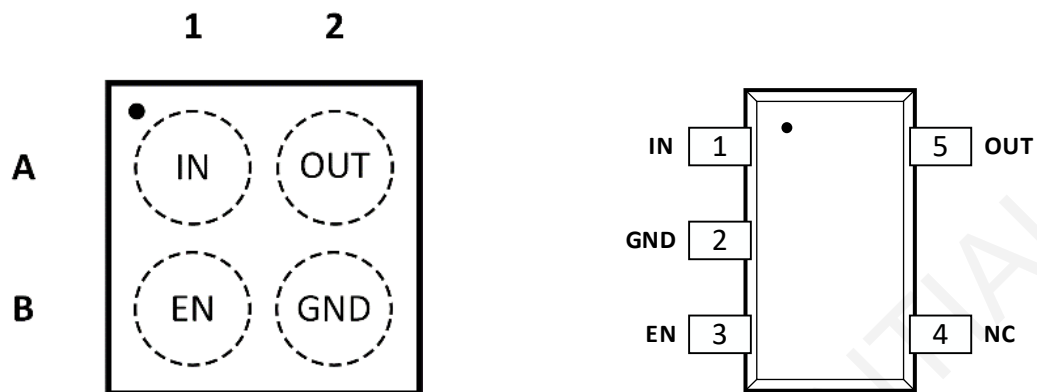 1 2
A IN OUT
B EN GND
IN 1 5 OUT
GND 2
EN 3 4 NC